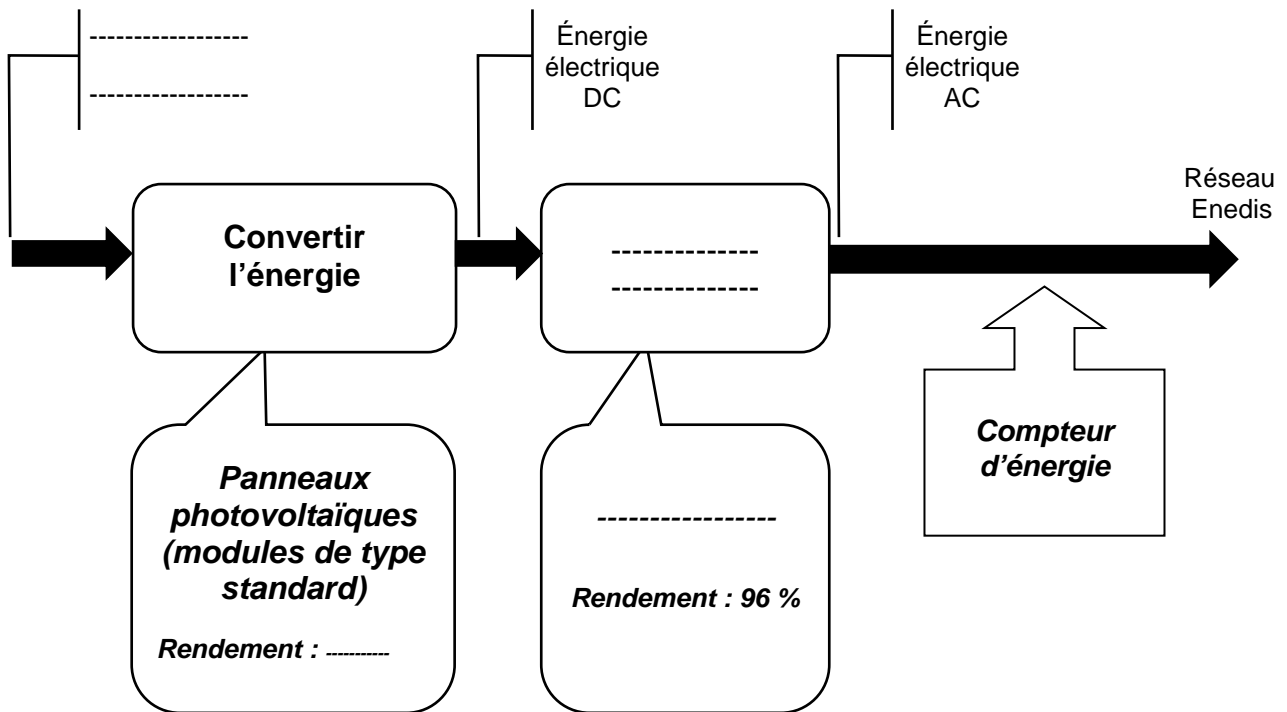 ------------------
------------------
Énergie
électrique
DC
Énergie
électrique
AC
Réseau
Enedis
Convertir
l’énergie
--------------
--------------
Panneaux
photovoltaïques
(modules de type
standard)
Rendement : -----------
-----------------
Rendement : 96 %
Compteur
d’énergie